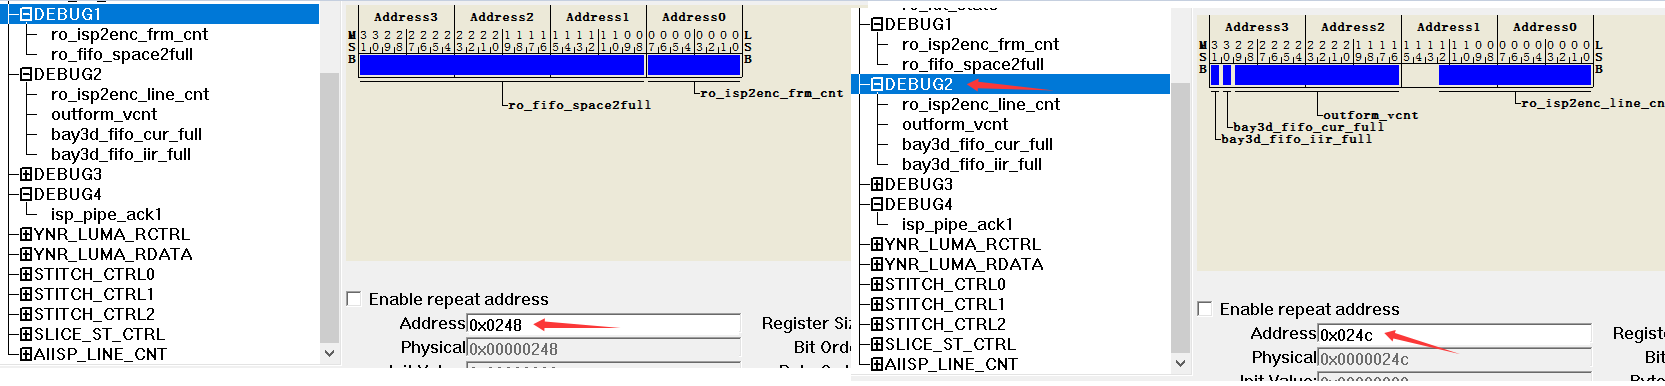 DEBUG1
ro_isp2enc_frm_cnt
ro_fifo_space2full
DEBUG2
ro_isp2enc_line_cnt
outform_vcnt
bay3d_fifo_cur_full
bay3d_fifo_iir_full
DEBUG3
DEBUG4
isp_pipe_ack1
YNR_LUMA_RCTRL
YNR_LUMA_RDATA
STITCH_CTRL0
STITCH_CTRL1
STITCH_CTRL2
SLICE_ST_CTRL
AIISP_LINE_CNT
Address3 Address2 Address1 Address0
MSB
3 3 2 2 2 2 2 2 2 2 2 2 1 1 1 1 1 1 1 1 1 1 0 0 0 0 0 0 0 0 0 0
1 0 9 8 7 6 5 4 3 2 1 0 9 8 7 6 5 4 3 2 1 0 9 8 7 6 5 4 3 2 1 0
LSB
ro_isp2enc_frm_cnt
ro_fifo_space2full
Enable repeat address
Address 0x0248
Register Siz
Physical 0x00000248
Bit Orde
DEBUG1
ro_isp2enc_frm_cnt
ro_fifo_space2full
DEBUG2
ro_isp2enc_line_cnt
outform_vcnt
bay3d_fifo_cur_full
bay3d_fifo_iir_full
DEBUG3
DEBUG4
isp_pipe_ack1
YNR_LUMA_RCTRL
YNR_LUMA_RDATA
STITCH_CTRL0
STITCH_CTRL1
STITCH_CTRL2
SLICE_ST_CTRL
AIISP_LINE_CNT
Address3 Address2 Address1 Address0
MSB
3 3 2 2 2 2 2 2 2 2 2 2 1 1 1 1 1 1 1 1 1 1 0 0 0 0 0 0 0 0 0 0
1 0 9 8 7 6 5 4 3 2 1 0 9 8 7 6 5 4 3 2 1 0 9 8 7 6 5 4 3 2 1 0
LSB
ro_isp2enc_line_cn
outform_vcnt
bay3d_fifo_cur_full
bay3d_fifo_iir_full
Enable repeat address
Address 0x024c
Regist
Physical 0x0000024c
Bit